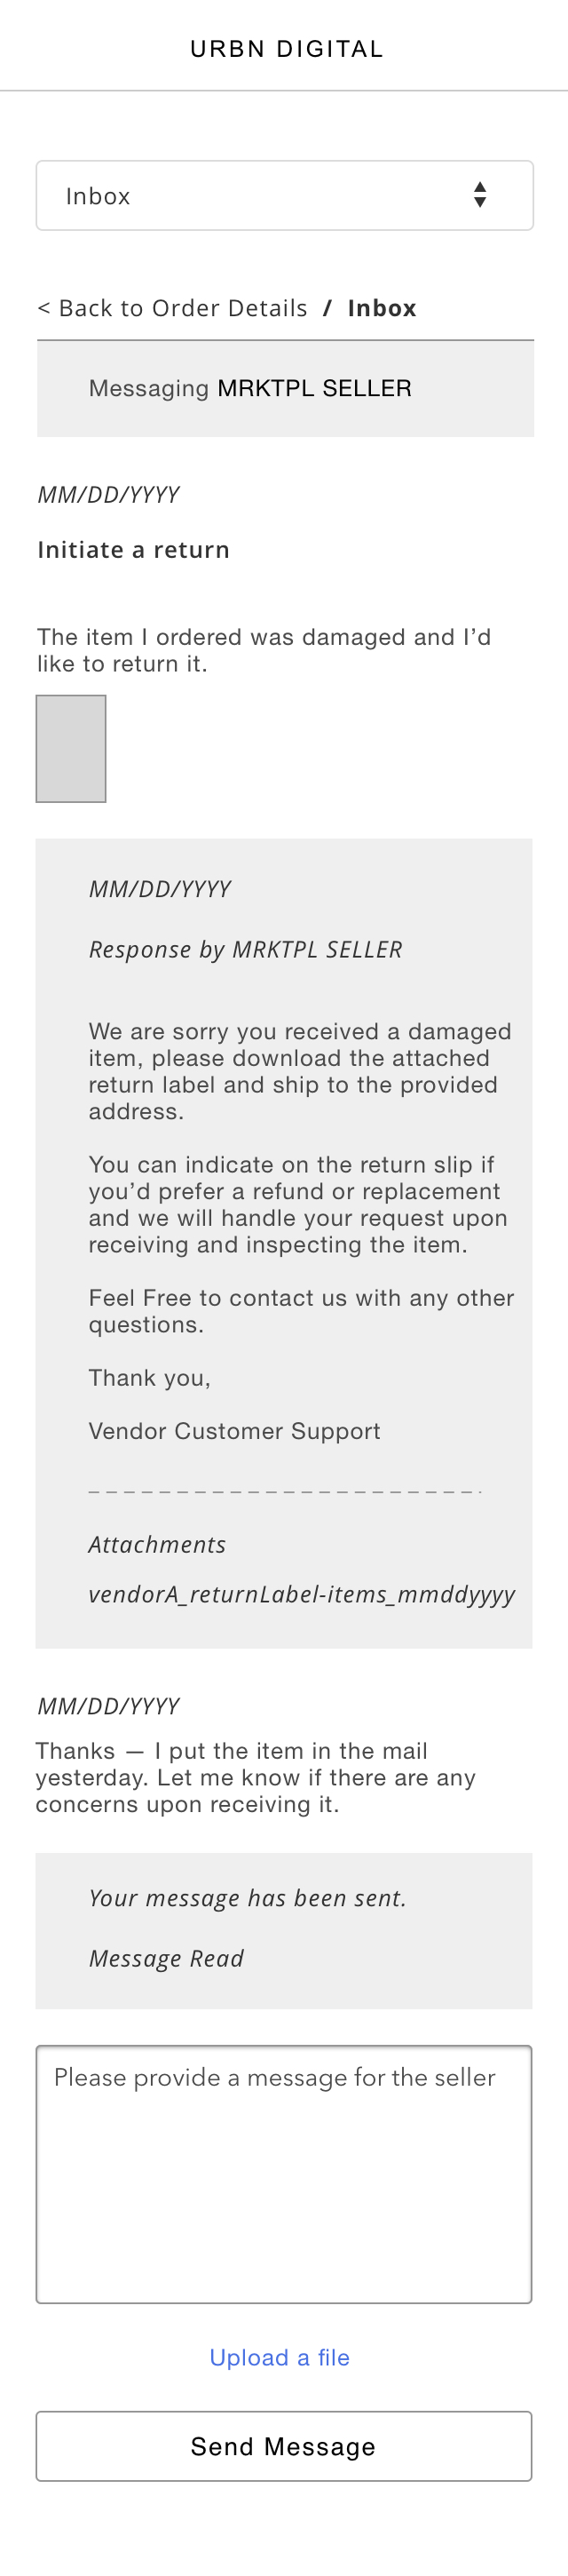 URBN DIGITAL
Inbox
< Back to Order Details / Inbox
Messaging MRKTPL SELLER
MM/DD/YYYY
Initiate a return
The item I ordered was damaged and I’d
like to return it.
MM/DD/YYYY
Response by MRKTPL SELLER
We are sorry you received a damaged
item, please download the attached
return label and ship to the provided
address.
You can indicate on the return slip if
you’d prefer a refund or replacement
and we will handle your request upon
receiving and inspecting the item.
Feel Free to contact us with any other
questions.
Thank you,
Vendor Customer Support
Attachments
vendorA_returnLabel-items_mmddyyyy
MM/DD/YYYY
Thanks — I put the item in the mail
yesterday. Let me know if there are any
concerns upon receiving it.
Your message has been sent.
Message Read
Please provide a message for the seller
Upload a file
Send Message